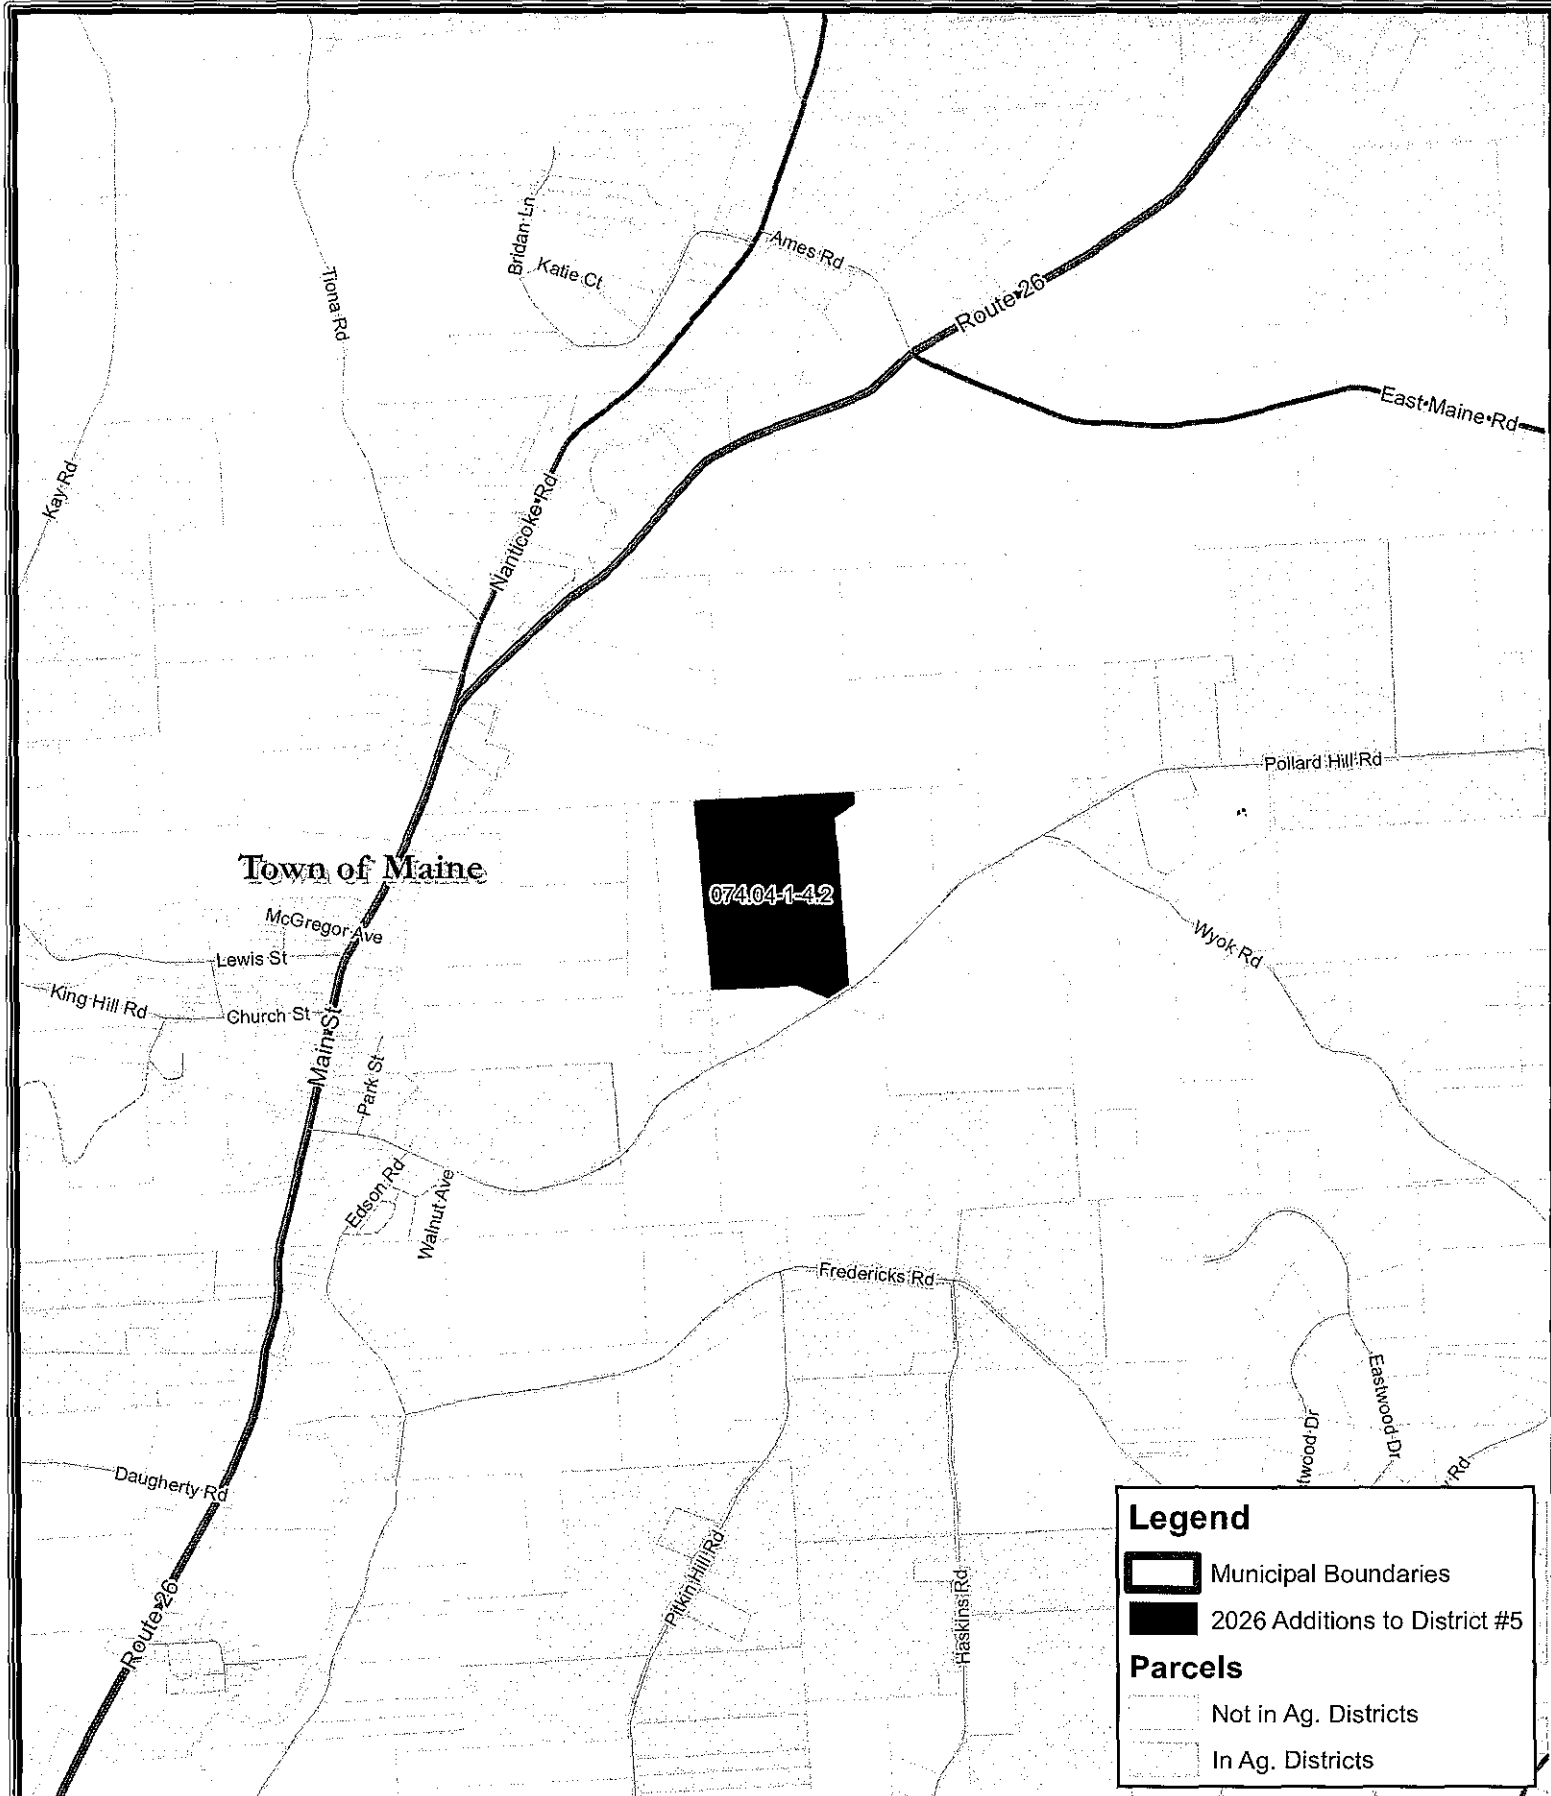 Bridan Ln
Katie Ct
Ames Rd
Tiona Rd
Route 26
East Maine Rd
Kay Rd
Nanticoke Rd
Pollard Hill Rd
Town of Maine
074.04-1-4.2
McGregor Ave
Lewis St
Wyok Rd
King Hill Rd
Church St
Main St
Park St
Edson Rd
Walnut Ave
Fredericks Rd
Eastwood Dr
twood Dr
Daugherty Rd
y Rd
Pitkin Hill Rd
Haskins Rd
Route 26
Legend
Municipal Boundaries
2026 Additions to District #5
Parcels
Not in Ag. Districts
In Ag. Districts